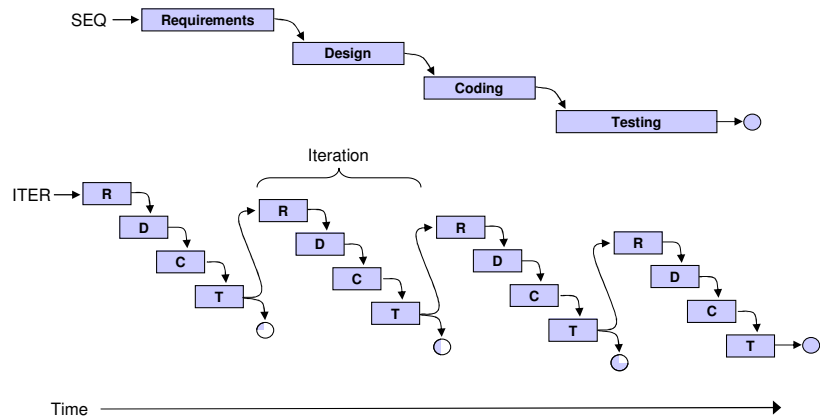 SEQ
Requirements
Design
Coding
Testing
Iteration
ITER
R
D
C
T
R
D
C
T
R
D
C
T
R
D
C
T
Time